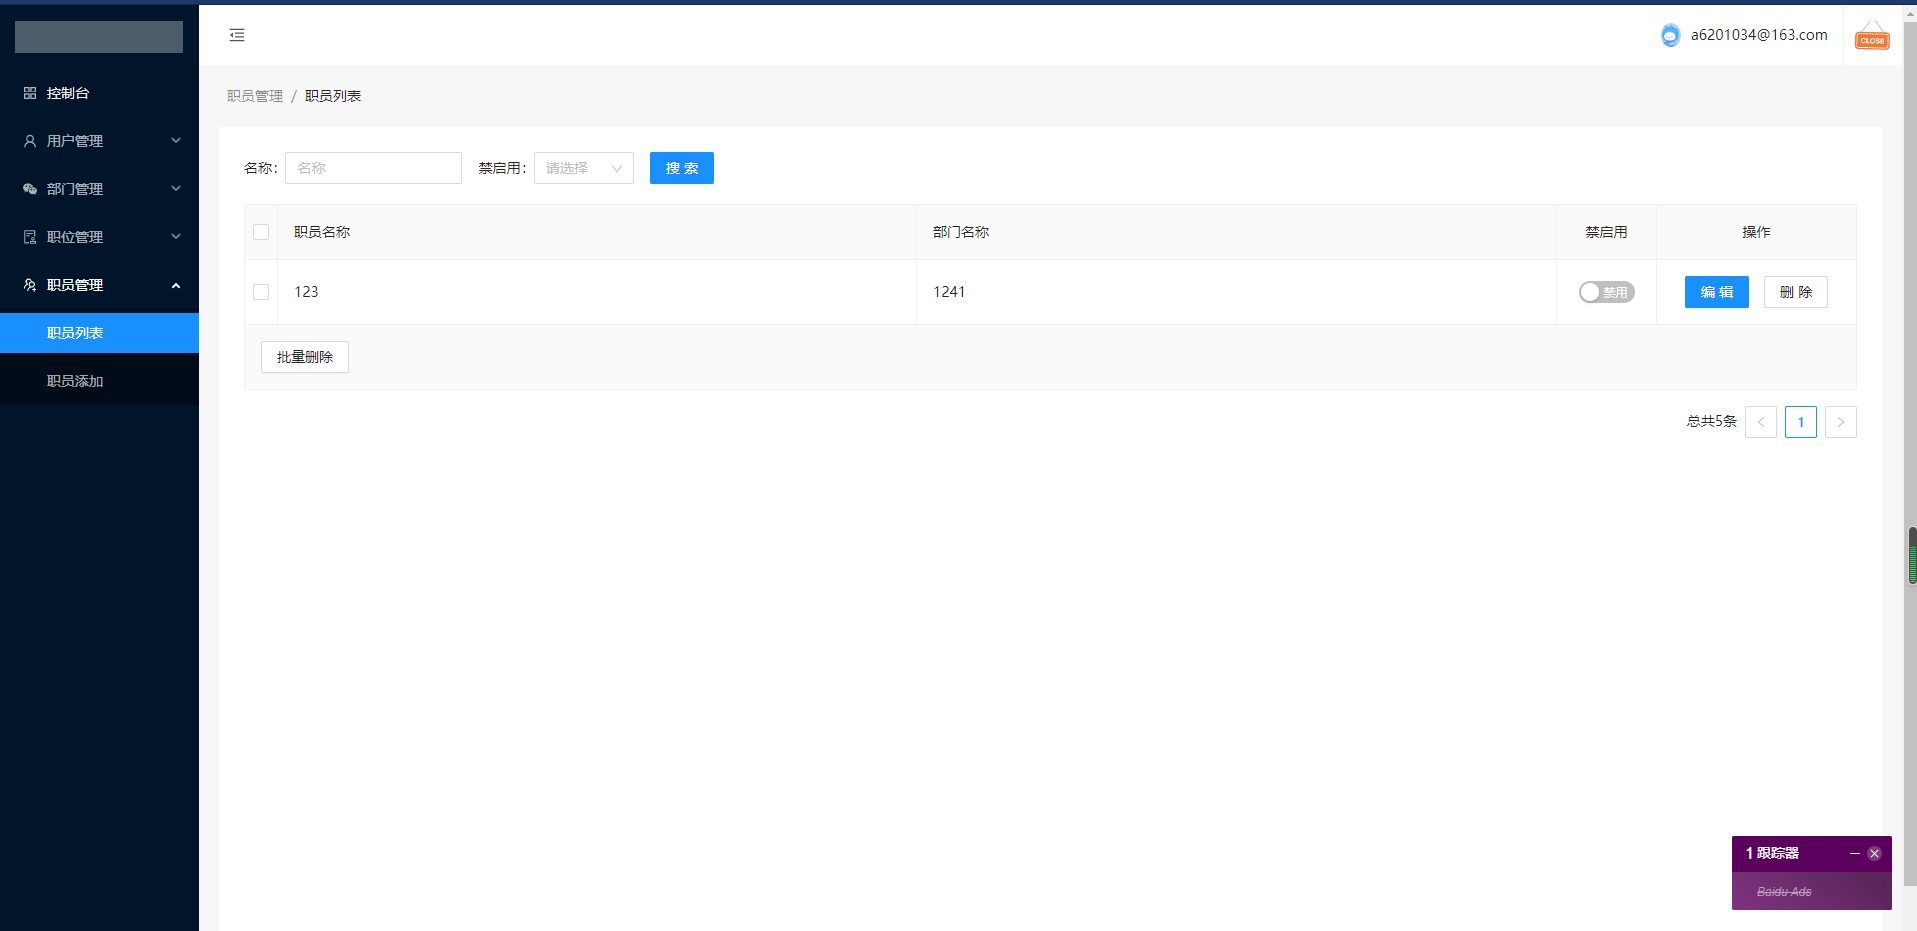 a6201034@163.com
CLOSE
控制台
用户管理
部门管理
职位管理
职员管理
职员列表
职员添加
职员管理 / 职员列表
名称: 名称 禁启用: 请选择 搜 索
职员名称 部门名称 禁启用 操作
123 1241 禁用 编 辑 删 除
批量删除
总共5条 < 1 >
1 跟踪器
Baidu Ads